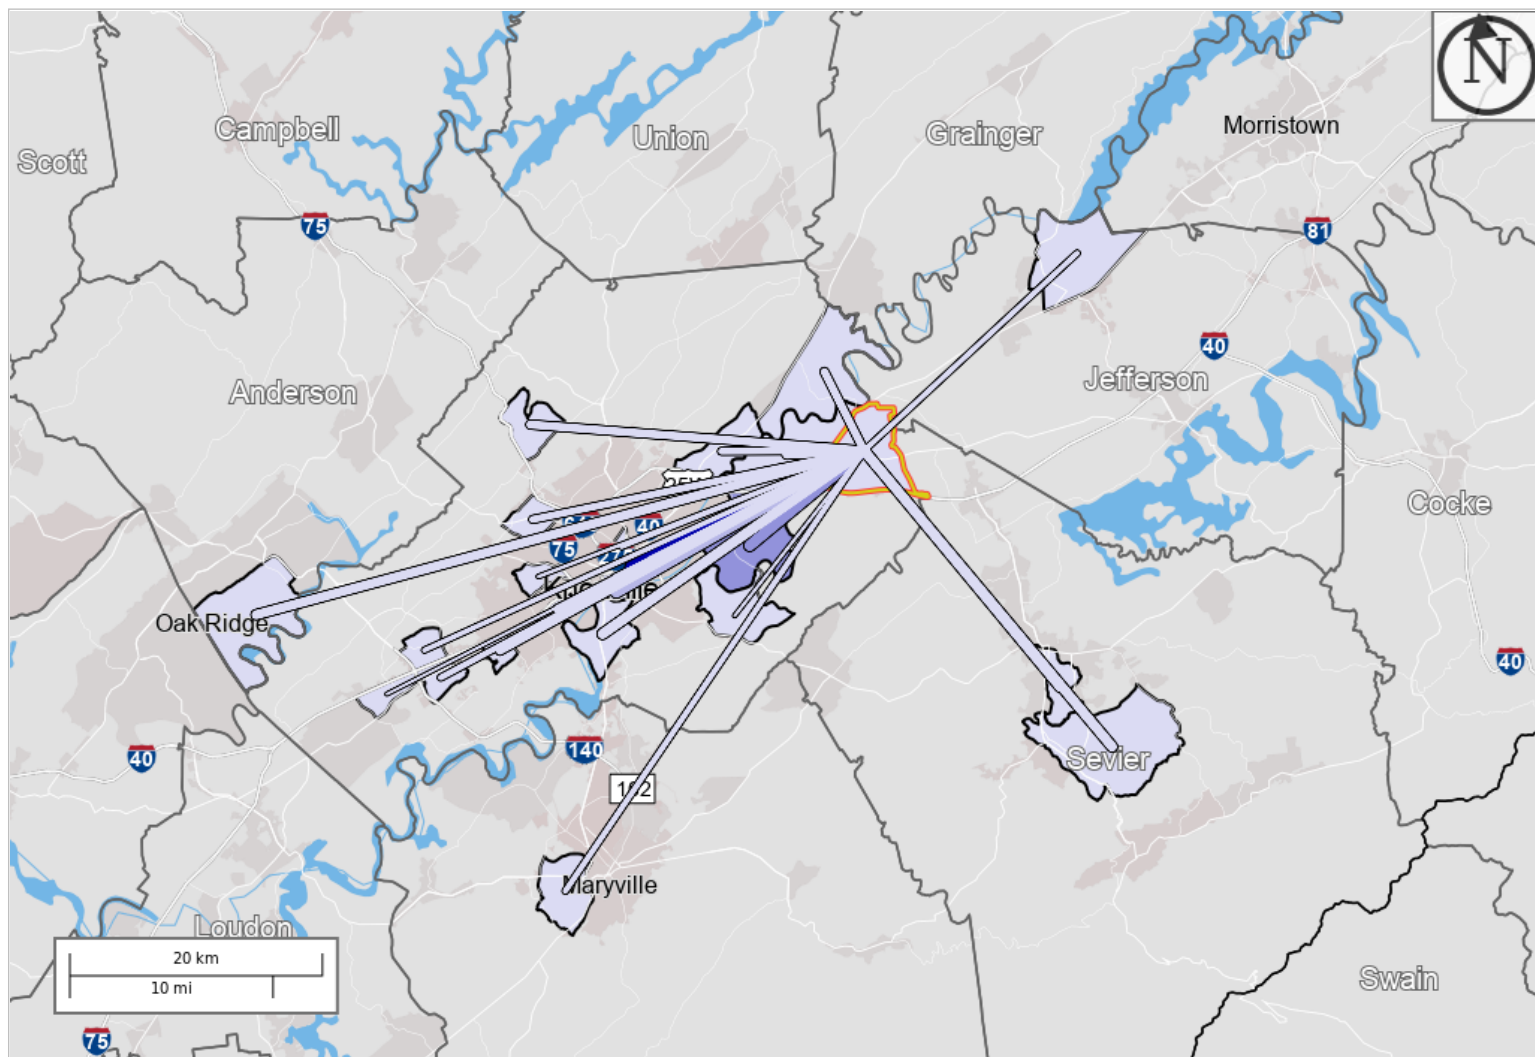 N
Morristown
Campbell
Union
Grainger
Scott
75
81
40
Jefferson
Anderson
Cocke
40
75
Oak Ridge
40
40
140
Sevier
Maryville
Loudon
20 km
10 mi
Swain
75